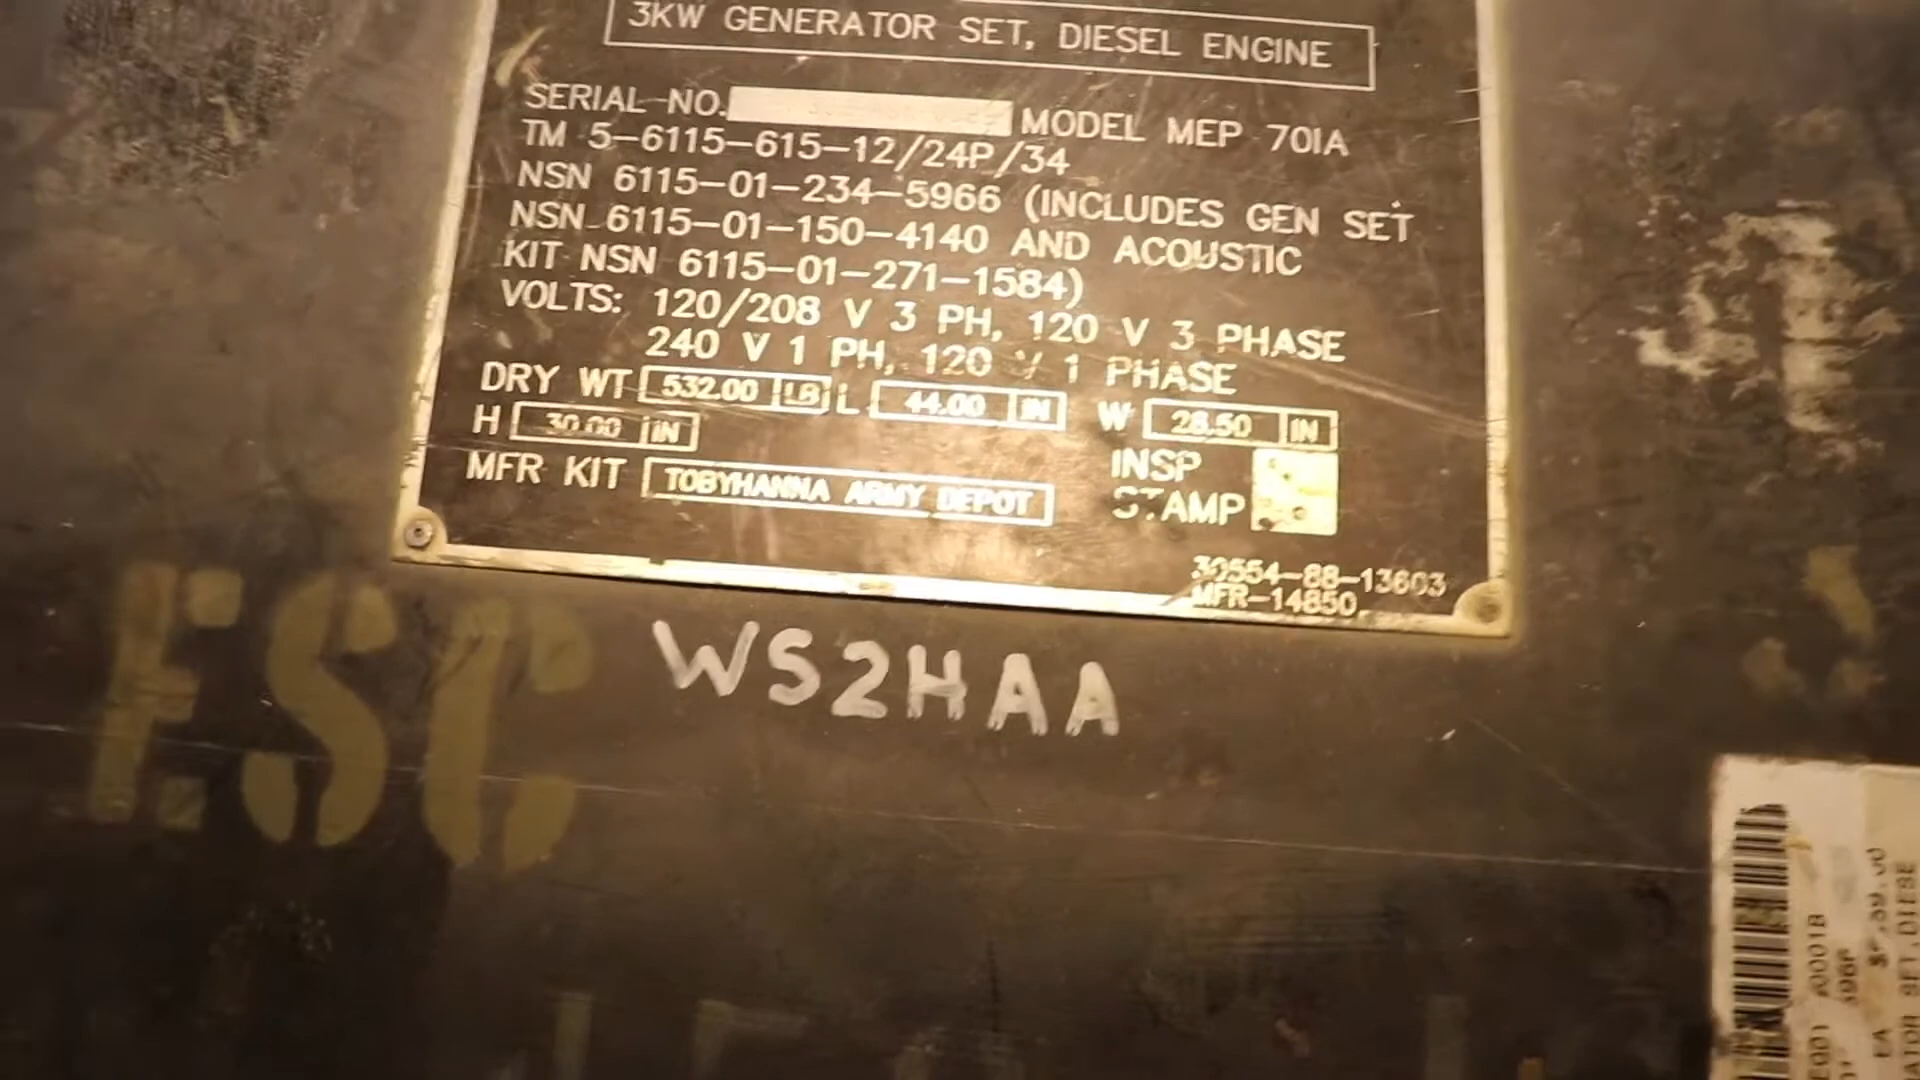 3KW GENERATOR SET, DIESEL ENGINE
SERIAL NO. MODEL MEP 701A
TM 5-6115-615-12/24P/34
NSN 6115-01-234-5966 (INCLUDES GEN SET
NSN 6115-01-150-4140 AND ACOUSTIC
KIT NSN 6115-01-271-1584)
VOLTS: 120/208 V 3 PH, 120 V 3 PHASE
240 V 1 PH, 120 V 1 PHASE
DRY WT 532.00 LB L 44.00 IN W 28.50 IN
H 30.00 IN
MFR KIT TOBYHANNA ARMY DEPOT
INSP
STAMP
30554-88-13603
MFR-14850
WS2HAA
ESC
EA
SET, DIESE